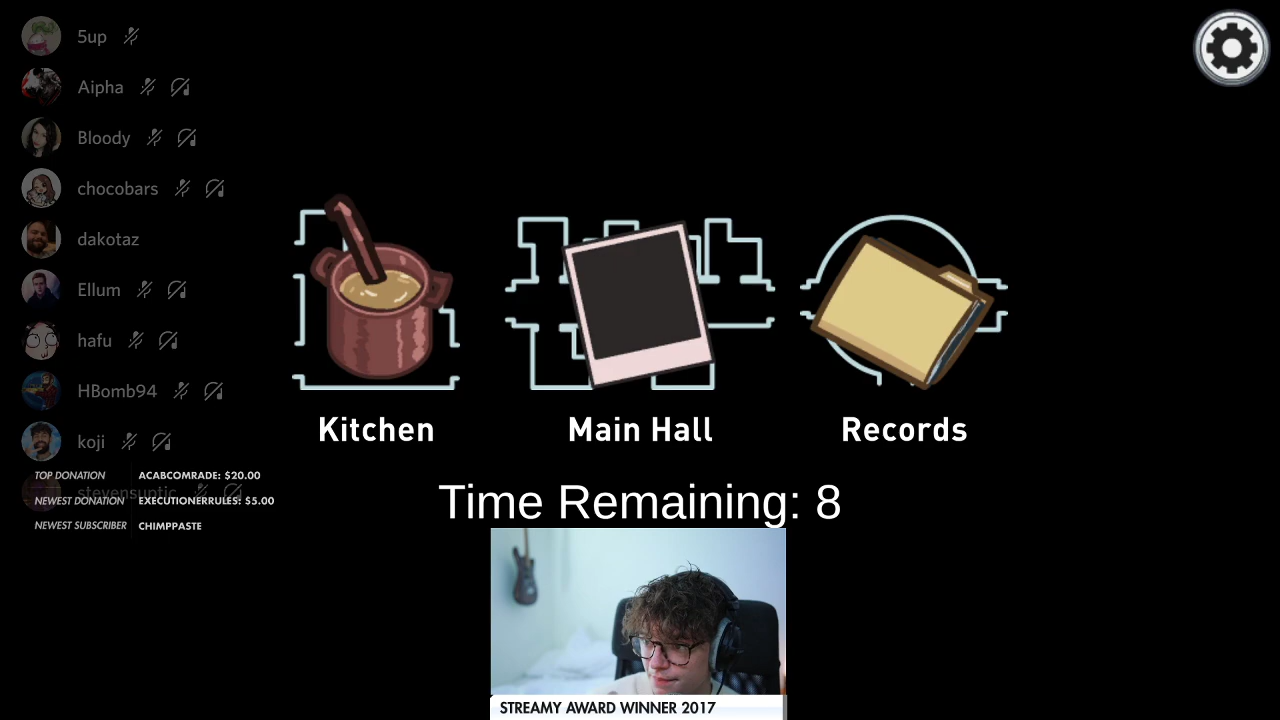 5up
Aipha
Bloody
chocobars
dakotaz
Ellum
hafu
HBomb94
koji
TOP DONATION ACABCOMRADE: $20.00
stevensuptic
NEWEST DONATION EXECUTIONERRULES: $5.00
NEWEST SUBSCRIBER CHIMPPASTE
Kitchen
Main Hall
Records
Time Remaining: 8
STREAMY AWARD WINNER 2017